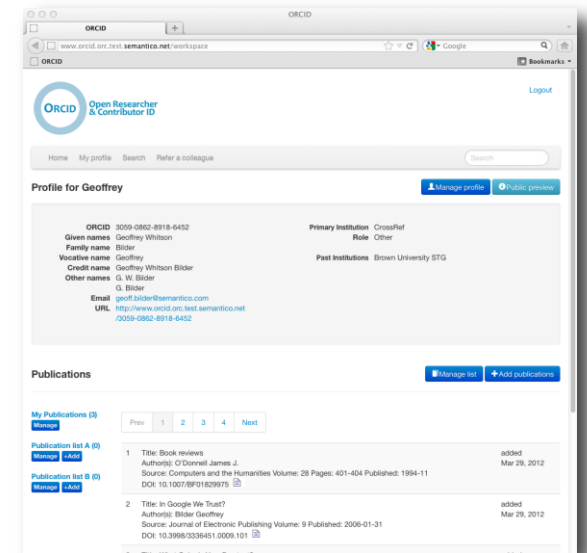 ORCID
ORCID
www.orcid.orc.test.semantico.net/workspace
Google
ORCID
Bookmarks
Logout
ORCID
Open Researcher
& Contributor ID
Home My profile Search Refer a colleague
Search
Profile for Geoffrey
Manage profile
Public preview
ORCID 3059-0862-8918-6452
Primary Institution CrossRef
Given names Geoffrey Whitson
Role Other
Family name Bilder
Vocative name Geoffrey
Past Institutions Brown University STG
Credit name Geoffrey Whitson Bilder
Other names G. W. Bilder
G. Bilder
Email geoff.bilder@semantico.com
URL http://www.orcid.orc.test.semantico.net
/3059-0862-8918-6452
Publications
Manage list
+Add publications
My Publications (3)
Manage
Prev 1 2 3 4 Next
Publication list A (0)
Manage +Add
Publication list B (0)
Manage +Add
1 Title: Book reviews
added
Author(s): O'Donnell James J.
Mar 29, 2012
Source: Computers and the Humanities Volume: 28 Pages: 401-404 Published: 1994-11
DOI: 10.1007/BF01829975
2 Title: In Google We Trust?
added
Author(s): Bilder Geoffrey
Mar 29, 2012
Source: Journal of Electronic Publishing Volume: 9 Published: 2006-01-31
DOI: 10.3998/3336451.0009.101